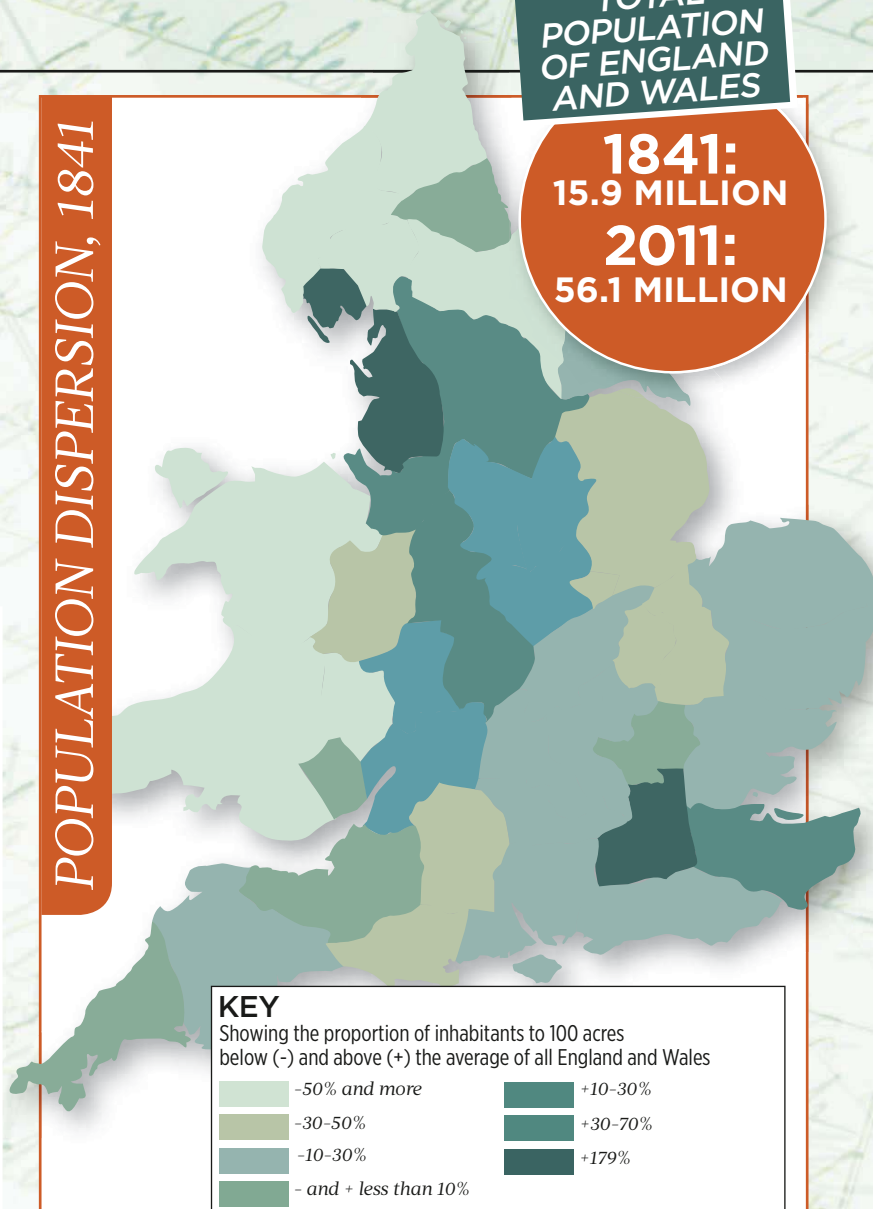 TOTAL
POPULATION
OF ENGLAND
AND WALES
1841:
15.9 MILLION
2011:
56.1 MILLION
POPULATION DISPERSION, 1841
KEY
Showing the proportion of inhabitants to 100 acres
below (-) and above (+) the average of all England and Wales
-50% and more
-30-50%
-10-30%
- and + less than 10%
+10-30%
+30-70%
+179%